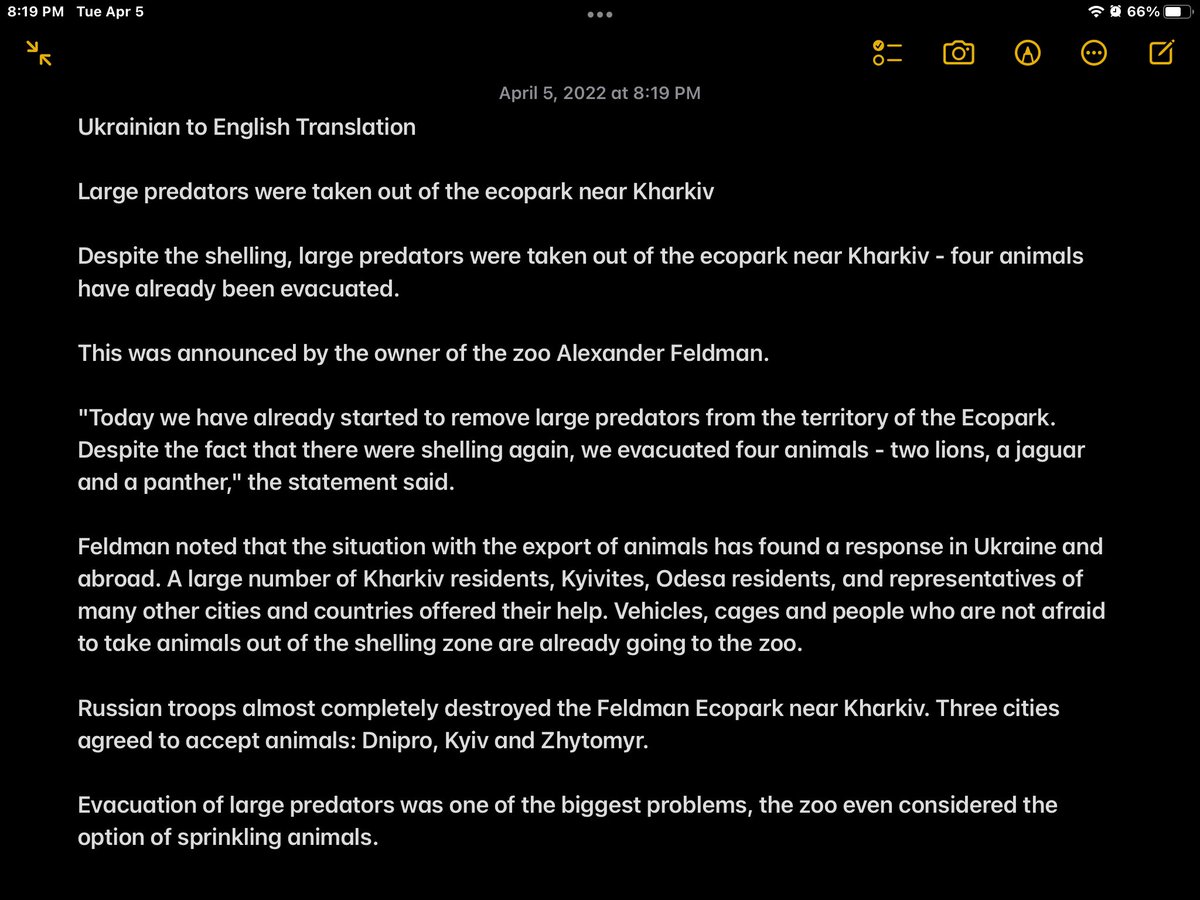 8:19 PM Tue Apr 5
66%
April 5, 2022 at 8:19 PM
Ukrainian to English Translation
Large predators were taken out of the ecopark near Kharkiv
Despite the shelling, large predators were taken out of the ecopark near Kharkiv - four animals
have already been evacuated.
This was announced by the owner of the zoo Alexander Feldman.
"Today we have already started to remove large predators from the territory of the Ecopark.
Despite the fact that there were shelling again, we evacuated four animals - two lions, a jaguar
and a panther," the statement said.
Feldman noted that the situation with the export of animals has found a response in Ukraine and
abroad. A large number of Kharkiv residents, Kyivites, Odesa residents, and representatives of
many other cities and countries offered their help. Vehicles, cages and people who are not afraid
to take animals out of the shelling zone are already going to the zoo.
Russian troops almost completely destroyed the Feldman Ecopark near Kharkiv. Three cities
agreed to accept animals: Dnipro, Kyiv and Zhytomyr.
Evacuation of large predators was one of the biggest problems, the zoo even considered the
option of sprinkling animals.